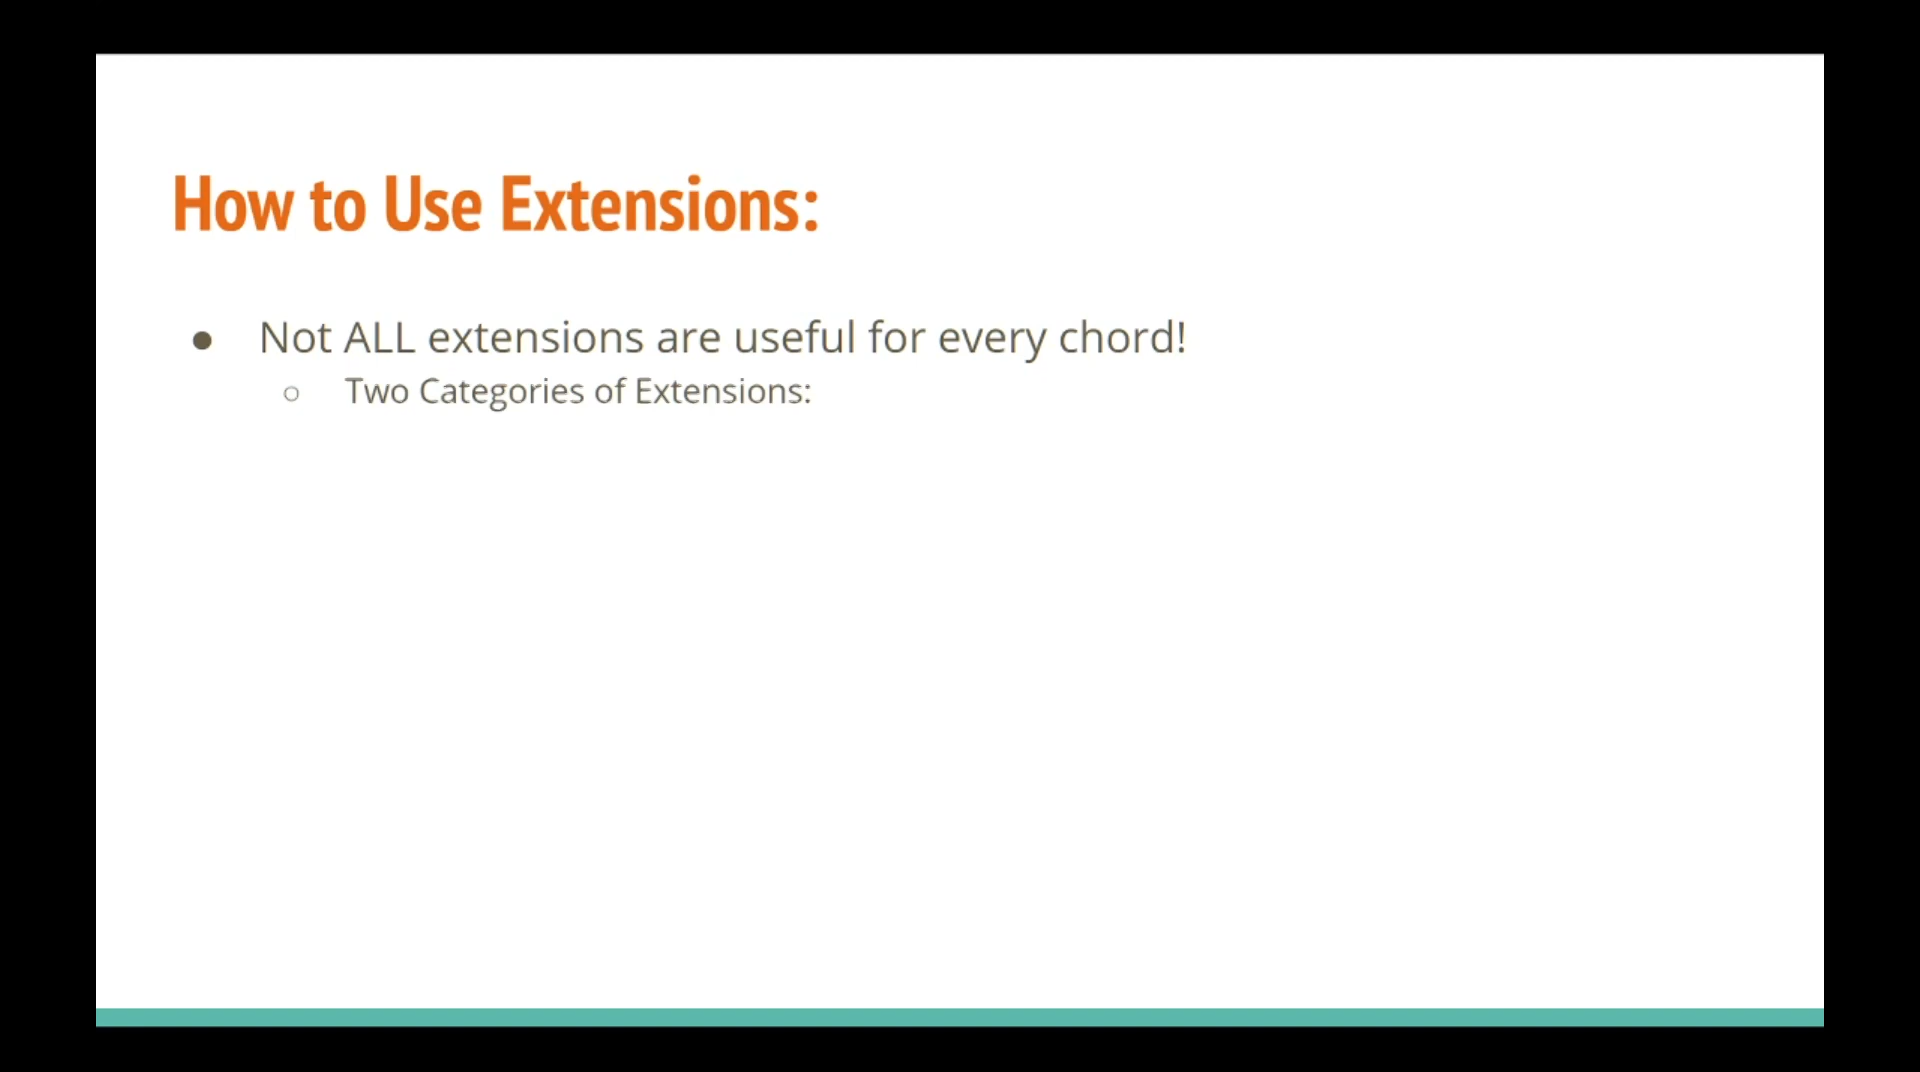 How to Use Extensions:
● Not ALL extensions are useful for every chord!
○ Two Categories of Extensions: